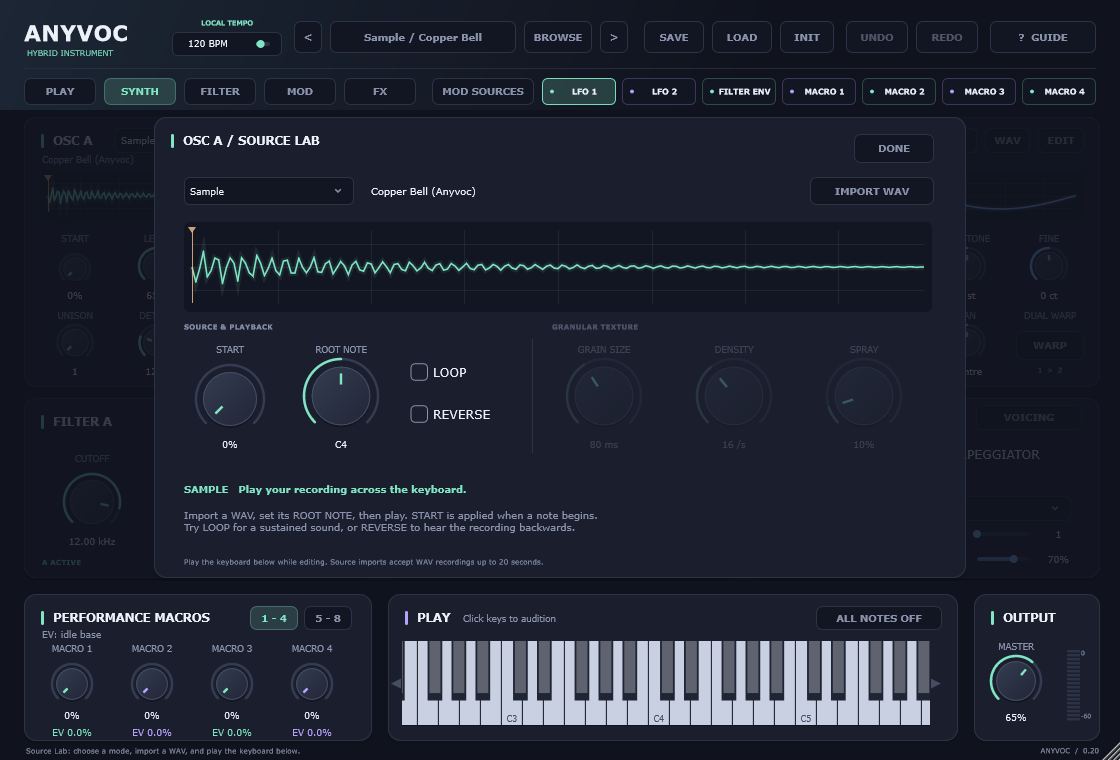 ANYVOC
HYBRID INSTRUMENT
LOCAL TEMPO
120 BPM
<
Sample / Copper Bell
BROWSE
>
SAVE
LOAD
INIT
UNDO
REDO
? GUIDE
PLAY
SYNTH
FILTER
MOD
FX
MOD SOURCES
LFO 1
LFO 2
FILTER ENV
MACRO 1
MACRO 2
MACRO 3
MACRO 4
OSC A
Sample
Copper Bell (Anyvoc)
START
0%
UNISON
1
FILTER A
CUTOFF
12.00 kHz
A ACTIVE
OSC A / SOURCE LAB
DONE
Sample
Copper Bell (Anyvoc)
IMPORT WAV
SOURCE & PLAYBACK
GRANULAR TEXTURE
START
0%
ROOT NOTE
C4
LOOP
REVERSE
GRAIN SIZE
80 ms
DENSITY
16 /s
SPRAY
10%
SAMPLE Play your recording across the keyboard.
Import a WAV, set its ROOT NOTE, then play. START is applied when a note begins.
Try LOOP for a sustained sound, or REVERSE to hear the recording backwards.
Play the keyboard below while editing. Source imports accept WAV recordings up to 20 seconds.
WAV
EDIT
TONE
FINE
st
0 ct
DUAL WARP
WARP
1 > 2
VOICING
PEGGIATOR
1
70%
PERFORMANCE MACROS
1 - 4
5 - 8
EV: idle base
MACRO 1
MACRO 2
MACRO 3
MACRO 4
0%
0%
0%
0%
EV 0.0%
EV 0.0%
EV 0.0%
EV 0.0%
PLAY
Click keys to audition
ALL NOTES OFF
C3
C4
C5
OUTPUT
MASTER
65%
0
-60
Source Lab: choose a mode, import a WAV, and play the keyboard below.
ANYVOC / 0.20